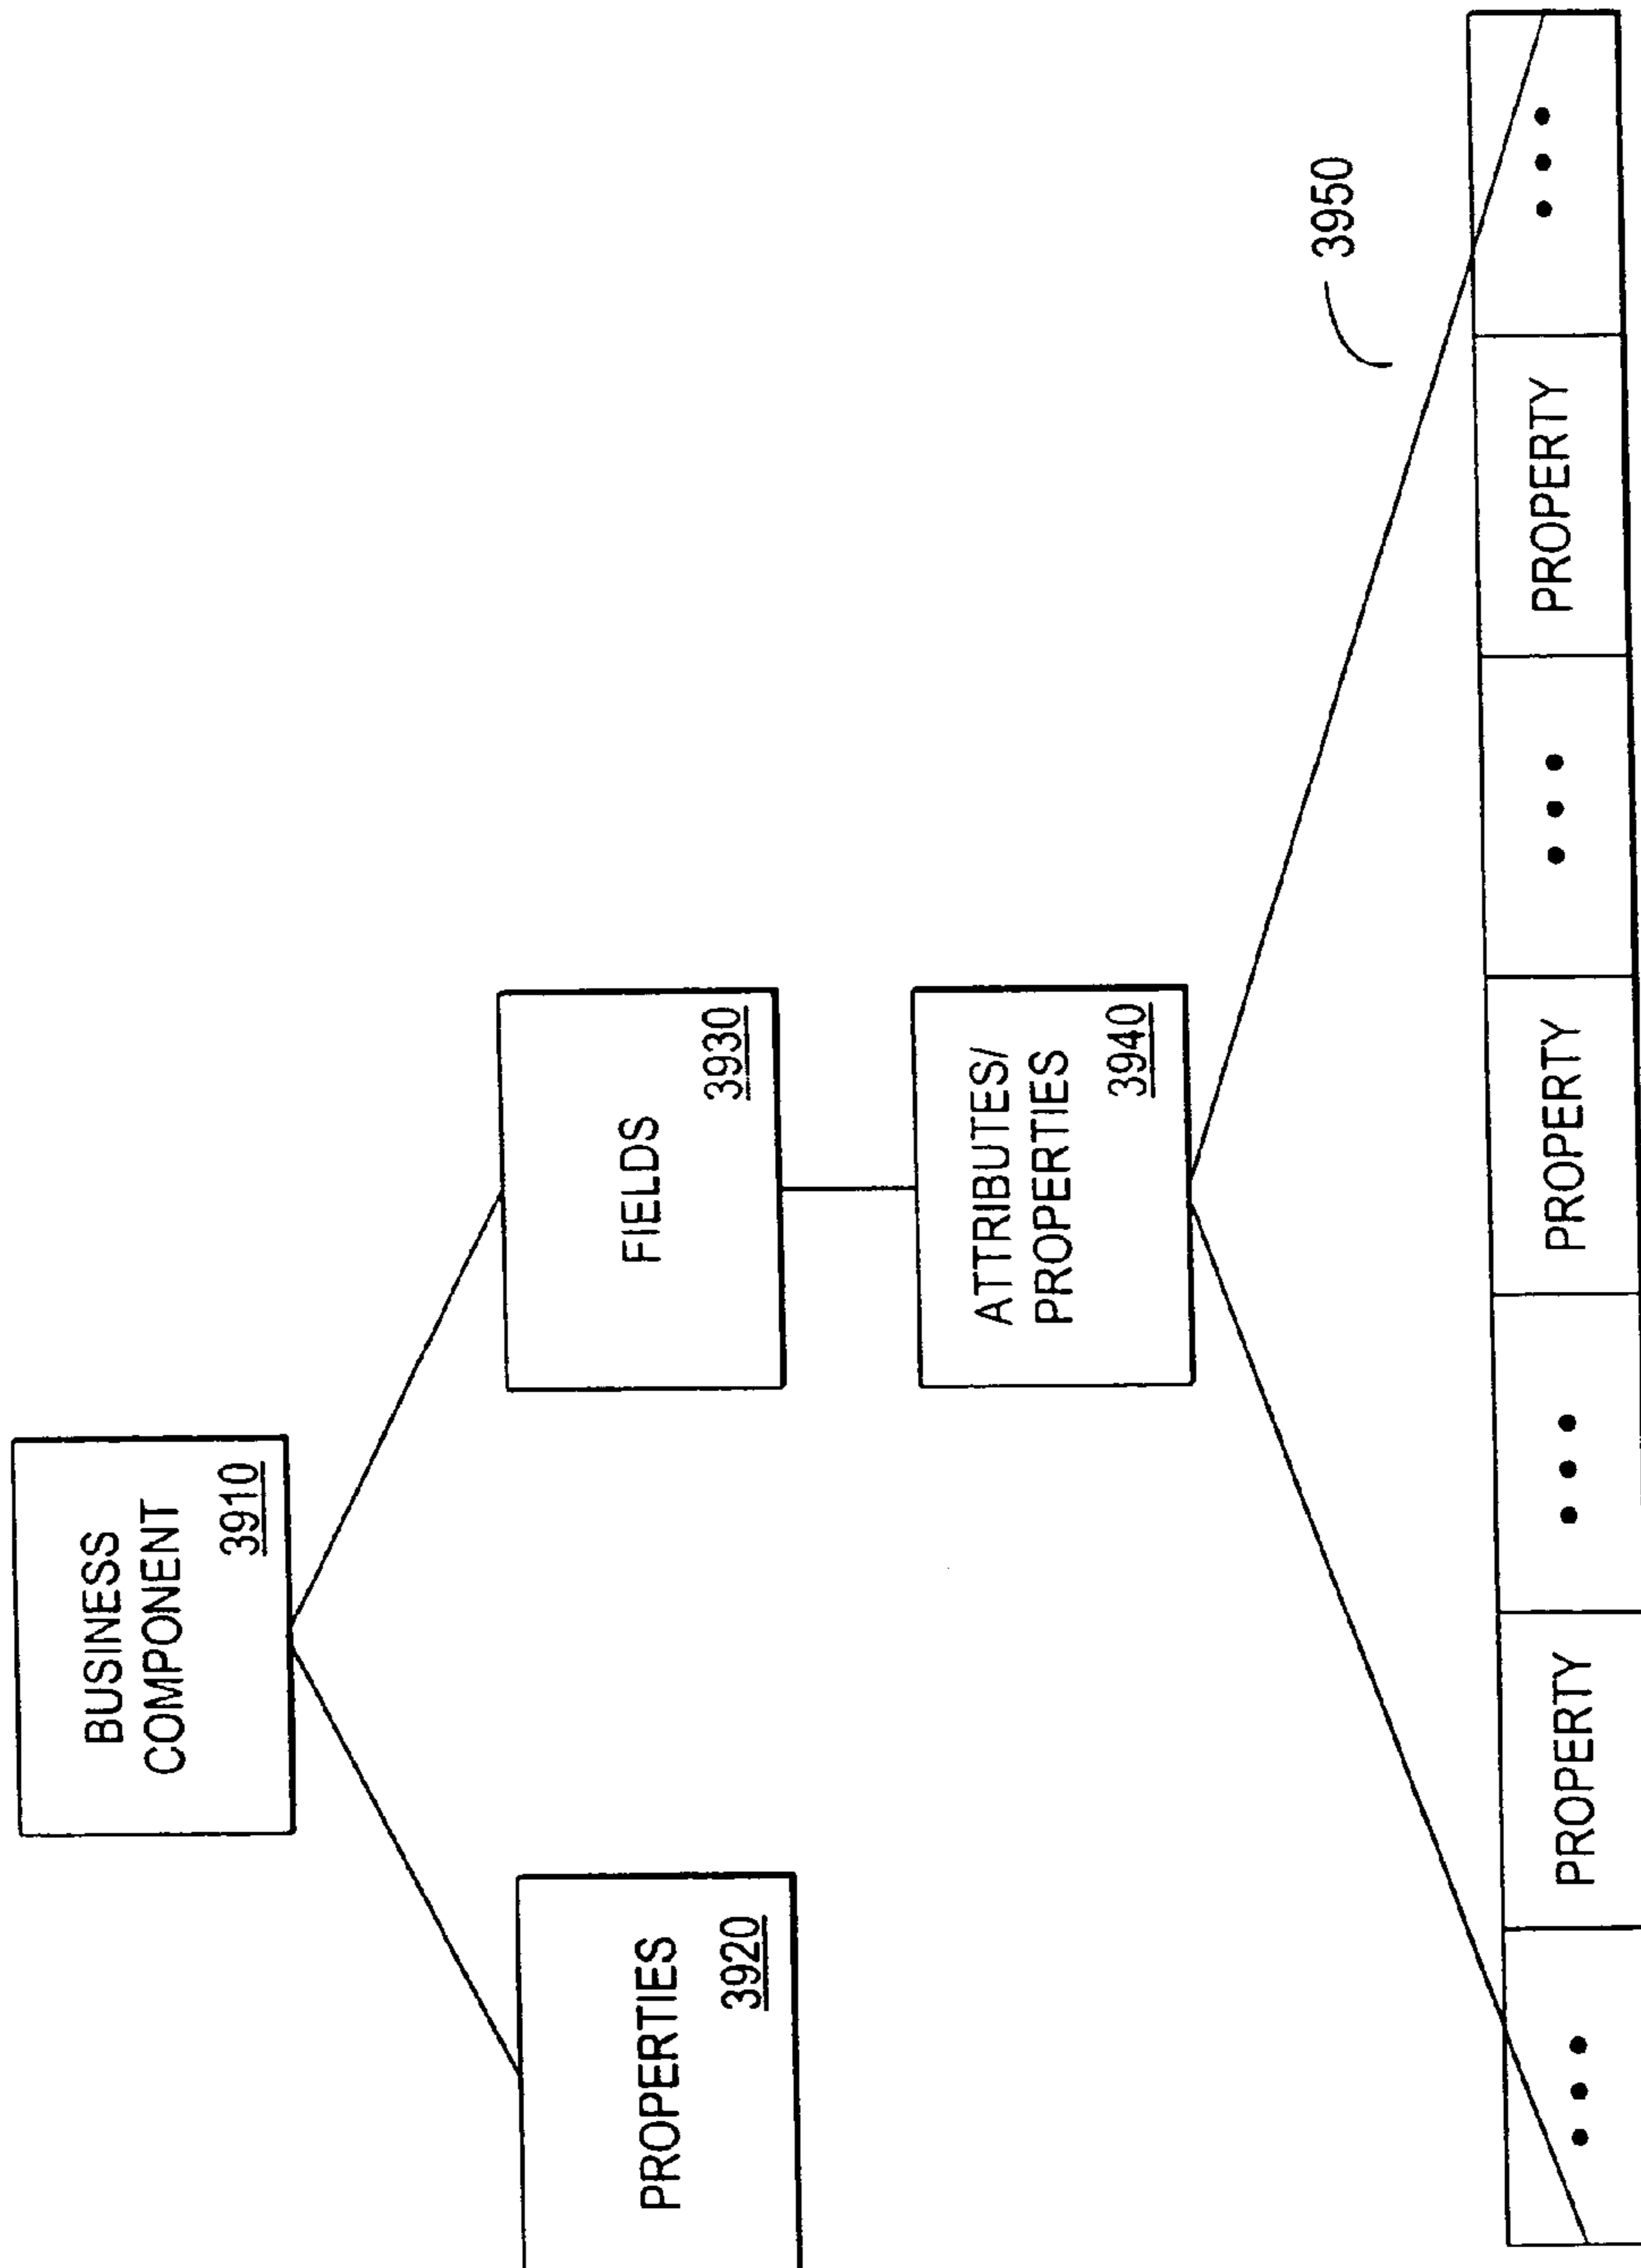 BUSINESS
COMPONENT
3910
PROPERTIES
3920
FIELDS
3930
ATTRIBUTES/
PROPERTIES
3940
3950
• • •
PROPERTY
• • •
PROPERTY
• • •
PROPERTY
• • •